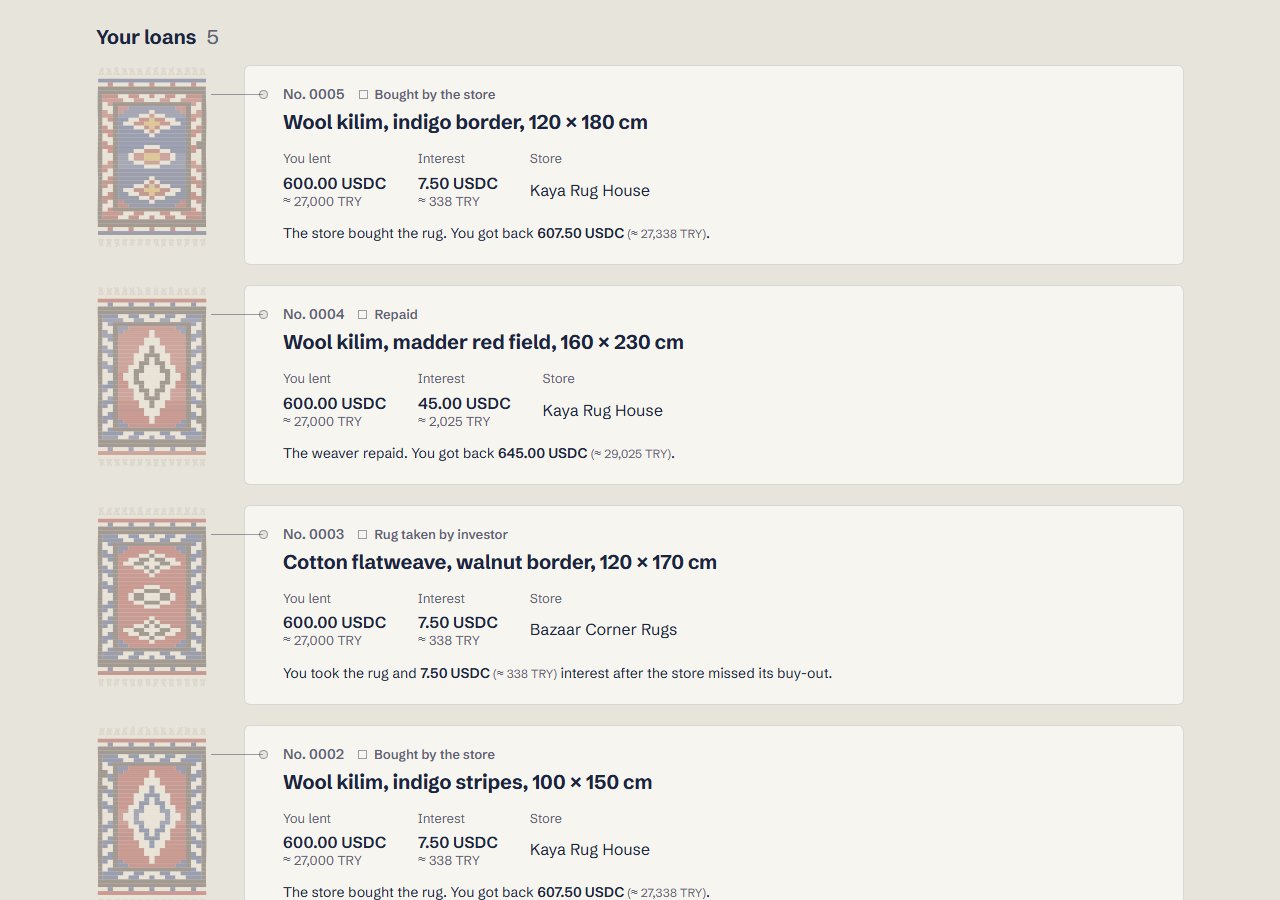 Your loans 5
No. 0005 Bought by the store
Wool kilim, indigo border, 120 × 180 cm
You lent Interest Store
600.00 USDC 7.50 USDC Kaya Rug House
≈ 27,000 TRY ≈ 338 TRY
The store bought the rug. You got back 607.50 USDC (≈ 27,338 TRY).
No. 0004 Repaid
Wool kilim, madder red field, 160 × 230 cm
You lent Interest Store
600.00 USDC 45.00 USDC Kaya Rug House
≈ 27,000 TRY ≈ 2,025 TRY
The weaver repaid. You got back 645.00 USDC (≈ 29,025 TRY).
No. 0003 Rug taken by investor
Cotton flatweave, walnut border, 120 × 170 cm
You lent Interest Store
600.00 USDC 7.50 USDC Bazaar Corner Rugs
≈ 27,000 TRY ≈ 338 TRY
You took the rug and 7.50 USDC (≈ 338 TRY) interest after the store missed its buy-out.
No. 0002 Bought by the store
Wool kilim, indigo stripes, 100 × 150 cm
You lent Interest Store
600.00 USDC 7.50 USDC Kaya Rug House
≈ 27,000 TRY ≈ 338 TRY
The store bought the rug. You got back 607.50 USDC (≈ 27,338 TRY).